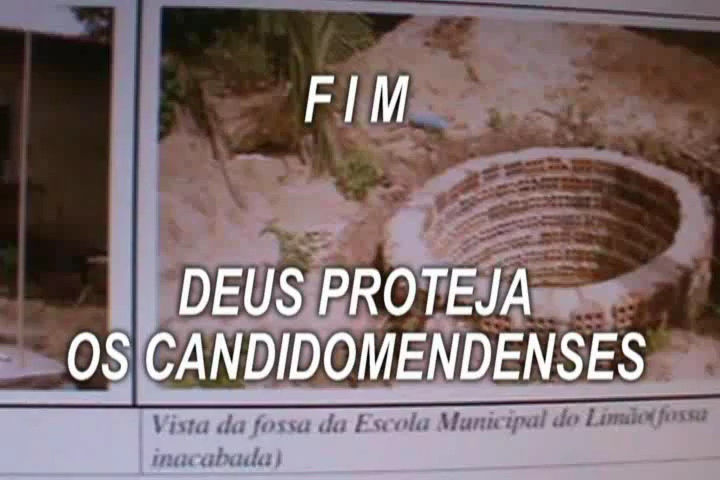 FIM
DEUS PROTEJA
OS CANDIDOMENDENSES
Vista da fossa da Escola Municipal do Limão(fossa
inacabada)